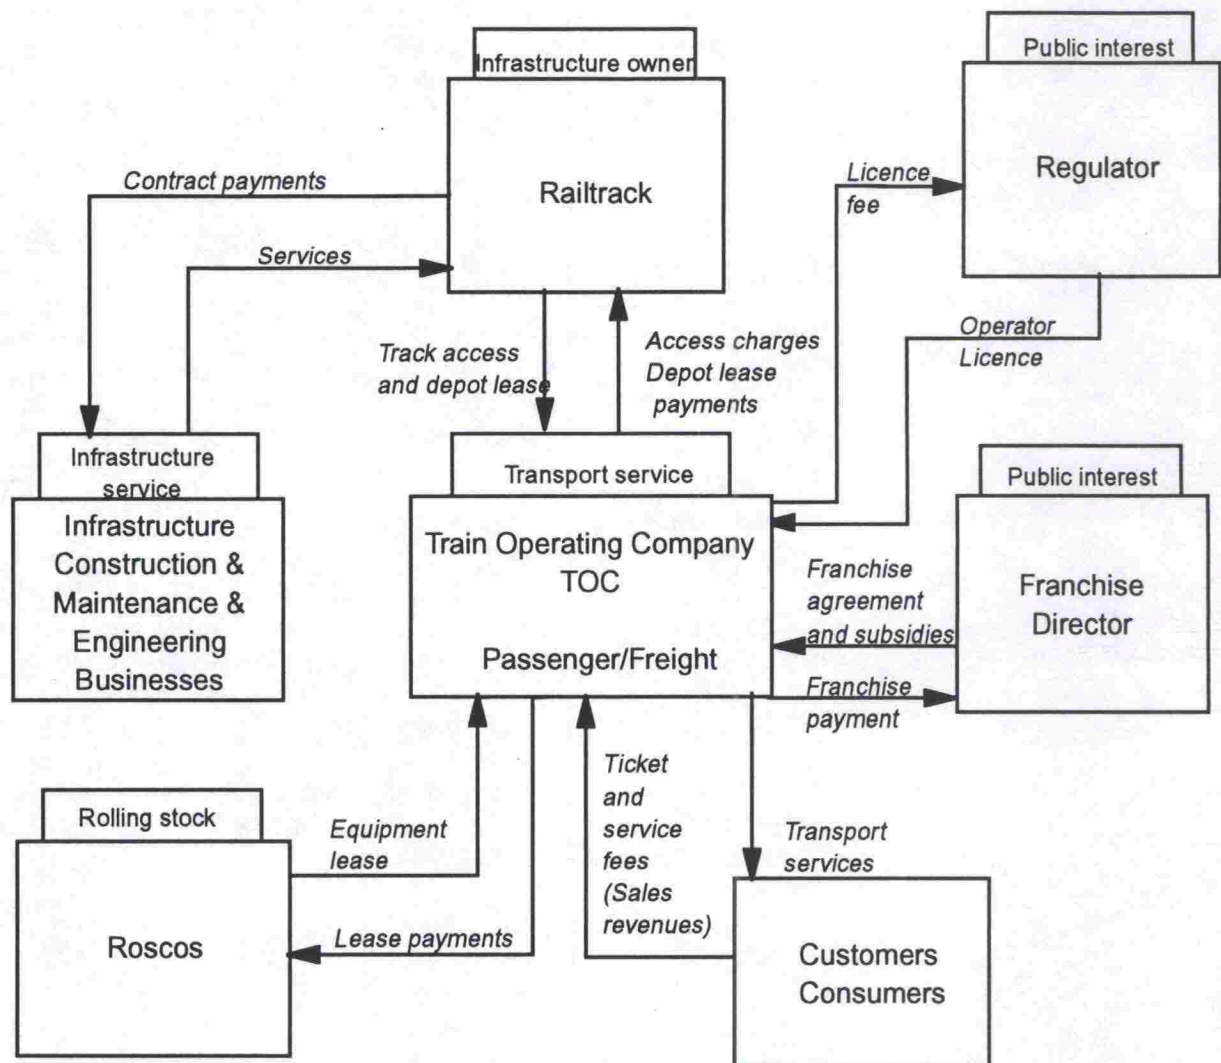 Infrastructure owner
Railtrack
Public interest
Regulator
Contract payments
Services
Licence
fee
Operator
Licence
Track access
and depot lease
Access charges
Depot lease
payments
Infrastructure
service
Infrastructure
Construction &
Maintenance &
Engineering
Businesses
Transport service
Train Operating Company
TOC
Passenger/Freight
Public interest
Franchise
Director
Franchise
agreement
and subsidies
Franchise
payment
Rolling stock
Roscos
Equipment
lease
Lease payments
Ticket
and
service
fees
(Sales
revenues)
Transport
services
Customers
Consumers